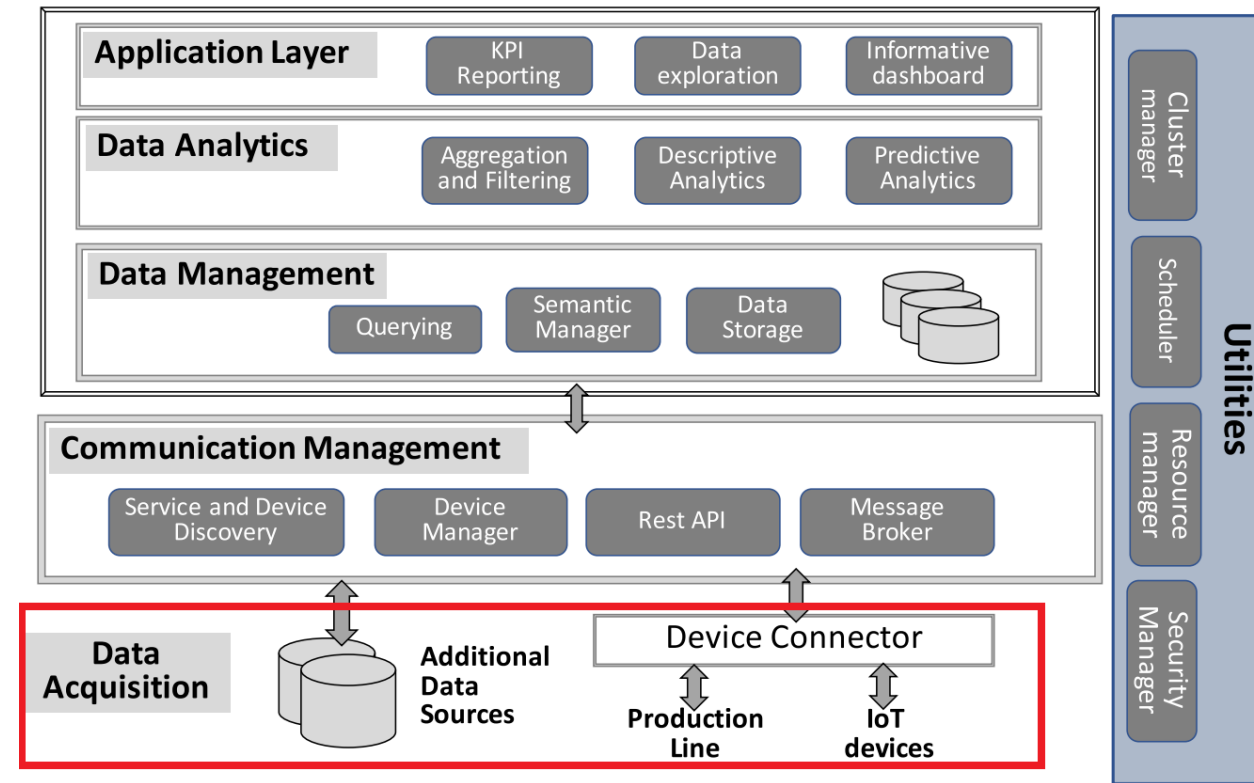 Application Layer
KPI
Reporting
Data
exploration
Informative
dashboard
Data Analytics
Aggregation
and Filtering
Descriptive
Analytics
Predictive
Analytics
Data Management
Querying
Semantic
Manager
Data
Storage
Communication Management
Service and Device
Discovery
Device
Manager
Rest API
Message
Broker
Data
Acquisition
Additional
Data
Sources
Device Connector
Production
Line
IoT
devices
Utilities
Cluster
manager
Scheduler
Resource
manager
Security
Manager